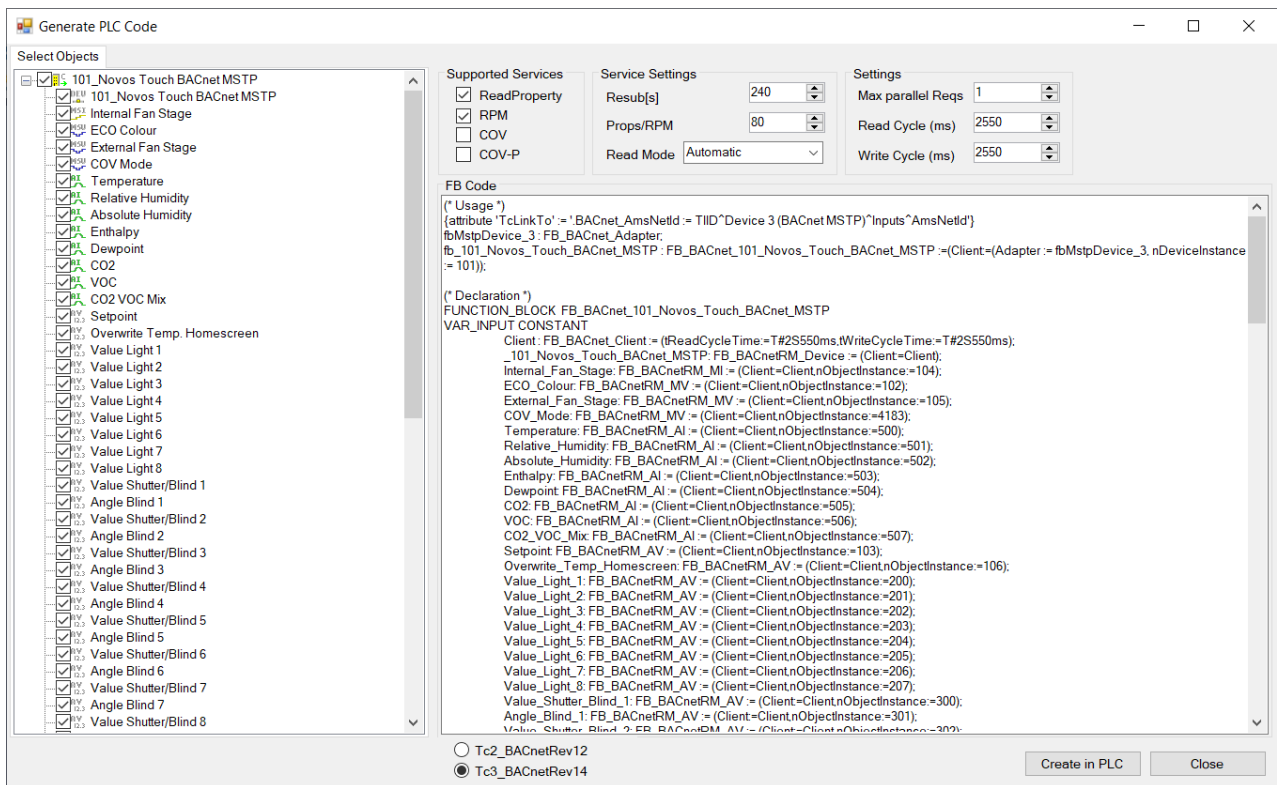 Generate PLC Code
Select Objects
101_Novos Touch BACnet MSTP
101_Novos Touch BACnet MSTP
Internal Fan Stage
ECO Colour
External Fan Stage
COV Mode
Temperature
Relative Humidity
Absolute Humidity
Enthalpy
Dewpoint
CO2
VOC
CO2 VOC Mix
Setpoint
Overwrite Temp. Homescreen
Value Light 1
Value Light 2
Value Light 3
Value Light 4
Value Light 5
Value Light 6
Value Light 7
Value Light 8
Value Shutter/Blind 1
Angle Blind 1
Value Shutter/Blind 2
Angle Blind 2
Value Shutter/Blind 3
Angle Blind 3
Value Shutter/Blind 4
Angle Blind 4
Value Shutter/Blind 5
Angle Blind 5
Value Shutter/Blind 6
Angle Blind 6
Value Shutter/Blind 7
Angle Blind 7
Value Shutter/Blind 8
Supported Services
ReadProperty
RPM
COV
COV-P
Service Settings
Resub[s] 240
Props/RPM 80
Read Mode Automatic
Settings
Max parallel Reqs 1
Read Cycle (ms) 2550
Write Cycle (ms) 2550
FB Code
(* Usage *)
{attribute 'TcLinkTo' := '.BACnet_AmsNetId := TIID^Device 3 (BACnet MSTP)^Inputs^AmsNetId'}
fbMstpDevice_3 : FB_BACnet_Adapter;
fb_101_Novos_Touch_BACnet_MSTP : FB_BACnet_101_Novos_Touch_BACnet_MSTP :=(Client:=(Adapter := fbMstpDevice_3, nDeviceInstance
:= 101));
(* Declaration *)
FUNCTION_BLOCK FB_BACnet_101_Novos_Touch_BACnet_MSTP
VAR_INPUT CONSTANT
Client : FB_BACnet_Client := (tReadCycleTime:=T#2S550ms,tWriteCycleTime:=T#2S550ms);
_101_Novos_Touch_BACnet_MSTP: FB_BACnetRM_Device := (Client:=Client);
Internal_Fan_Stage: FB_BACnetRM_MI := (Client:=Client,nObjectInstance:=104);
ECO_Colour: FB_BACnetRM_MV := (Client:=Client,nObjectInstance:=102);
External_Fan_Stage: FB_BACnetRM_MV := (Client:=Client,nObjectInstance:=105);
COV_Mode: FB_BACnetRM_MV := (Client:=Client,nObjectInstance:=4183);
Temperature: FB_BACnetRM_AI := (Client:=Client,nObjectInstance:=500);
Relative_Humidity: FB_BACnetRM_AI := (Client:=Client,nObjectInstance:=501);
Absolute_Humidity: FB_BACnetRM_AI := (Client:=Client,nObjectInstance:=502);
Enthalpy: FB_BACnetRM_AI := (Client:=Client,nObjectInstance:=503);
Dewpoint: FB_BACnetRM_AI := (Client:=Client,nObjectInstance:=504);
CO2: FB_BACnetRM_AI := (Client:=Client,nObjectInstance:=505);
VOC: FB_BACnetRM_AI := (Client:=Client,nObjectInstance:=506);
CO2_VOC_Mix: FB_BACnetRM_AI := (Client:=Client,nObjectInstance:=507);
Setpoint: FB_BACnetRM_AV := (Client:=Client,nObjectInstance:=103);
Overwrite_Temp_Homescreen: FB_BACnetRM_AV := (Client:=Client,nObjectInstance:=106);
Value_Light_1: FB_BACnetRM_AV := (Client:=Client,nObjectInstance:=200);
Value_Light_2: FB_BACnetRM_AV := (Client:=Client,nObjectInstance:=201);
Value_Light_3: FB_BACnetRM_AV := (Client:=Client,nObjectInstance:=202);
Value_Light_4: FB_BACnetRM_AV := (Client:=Client,nObjectInstance:=203);
Value_Light_5: FB_BACnetRM_AV := (Client:=Client,nObjectInstance:=204);
Value_Light_6: FB_BACnetRM_AV := (Client:=Client,nObjectInstance:=205);
Value_Light_7: FB_BACnetRM_AV := (Client:=Client,nObjectInstance:=206);
Value_Light_8: FB_BACnetRM_AV := (Client:=Client,nObjectInstance:=207);
Value_Shutter_Blind_1: FB_BACnetRM_AV := (Client:=Client,nObjectInstance:=300);
Angle_Blind_1: FB_BACnetRM_AV := (Client:=Client,nObjectInstance:=301);
Value_Shutter_Blind_2: FB_BACnetRM_AV := (Client:=Client,nObjectInstance:=302);
Tc2_BACnetRev12
Tc3_BACnetRev14
Create in PLC
Close